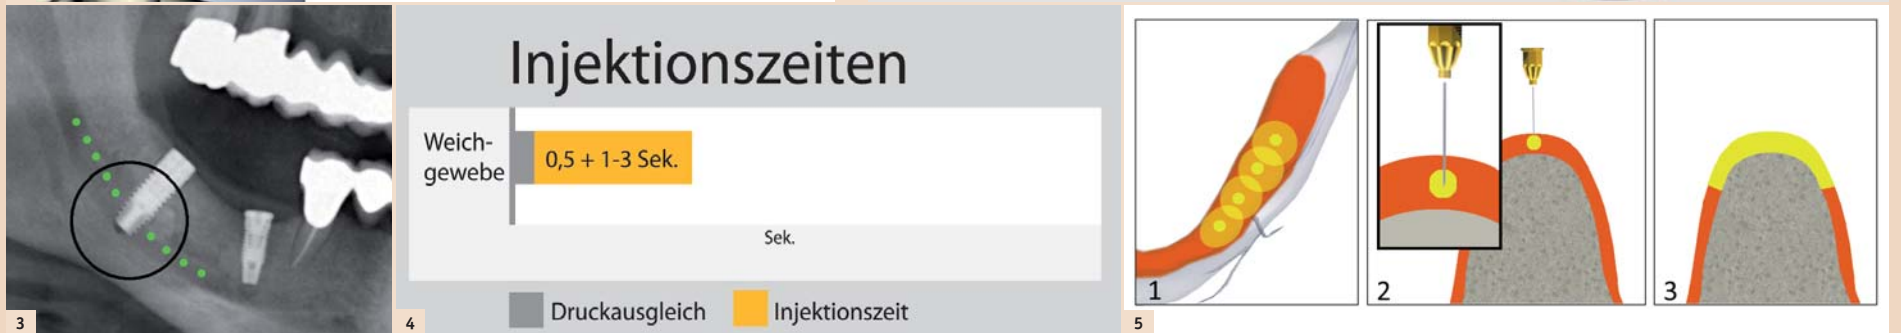 3
Injektionszeiten
Weich-
gewebe
0,5 + 1-3 Sek.
Sek.
Druckausgleich
Injektionszeit
4
1
2
3
5